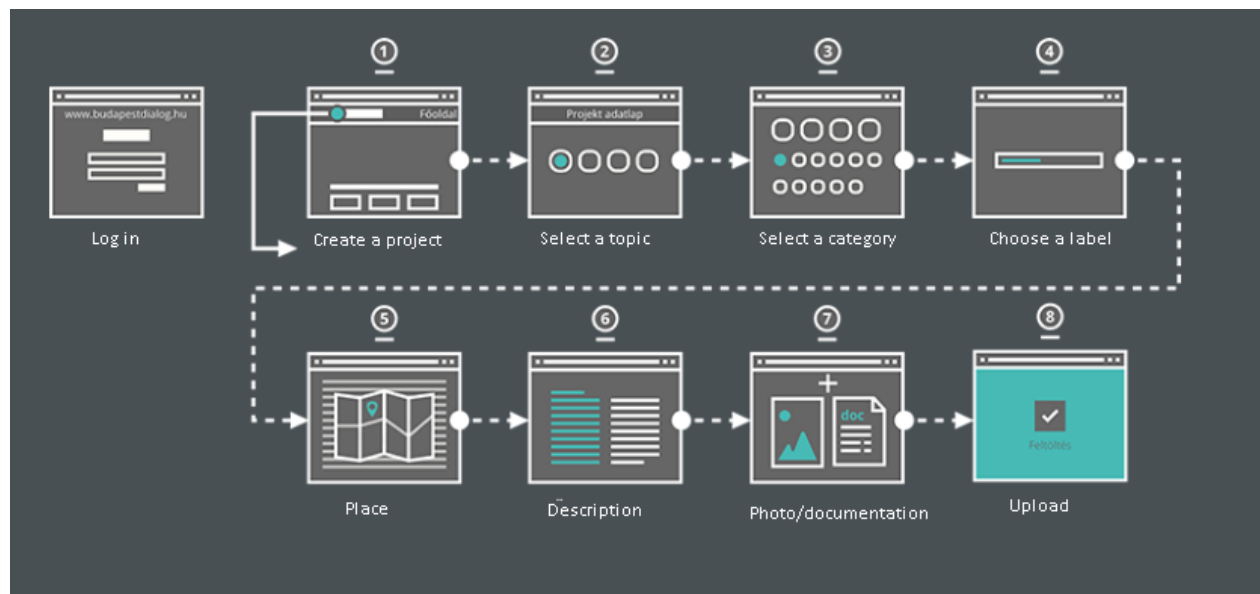 1
2
3
4
www.budapestdialog.hu
Főoldal
Projekt adatlap
Log in
Create a project
Select a topic
Select a category
Choose a label
5
6
7
8
doc
Feltöltés
Place
Description
Photo/documentation
Upload